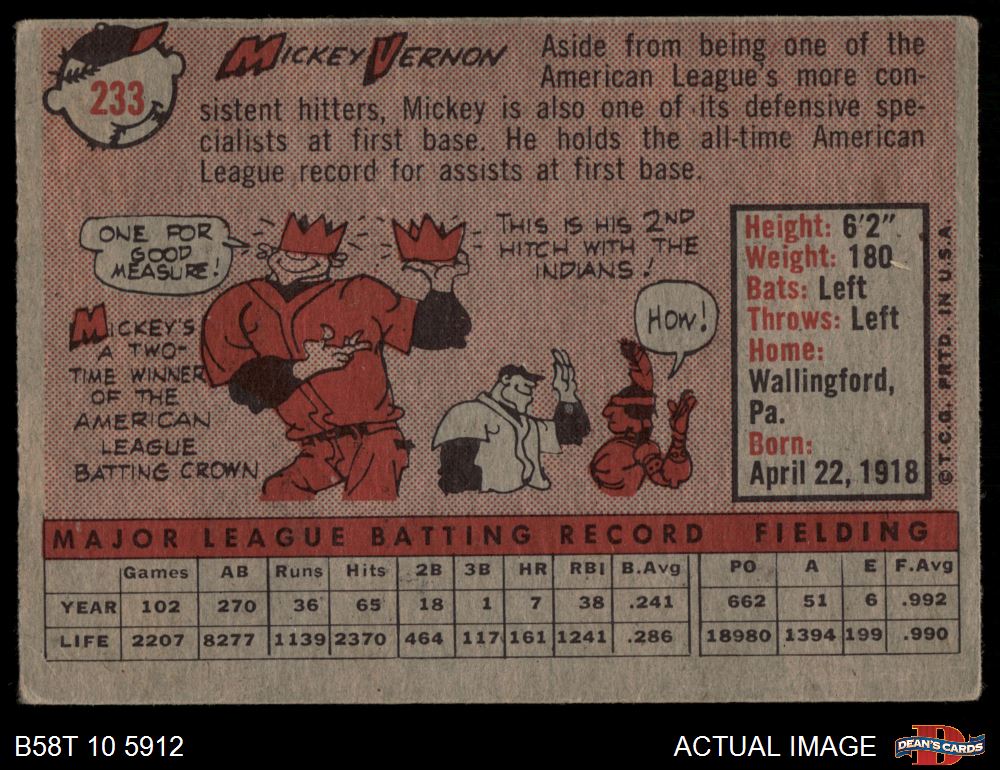 233
MICKEY VERNON
Aside from being one of the
American League's more con-
sistent hitters, Mickey is also one of its defensive spe-
cialists at first base. He holds the all-time American
League record for assists at first base.
ONE FOR
GOOD
MEASURE!
MICKEY'S
A TWO-
TIME WINNER
OF THE
AMERICAN
LEAGUE
BATTING CROWN
THIS IS HIS 2ND
HITCH WITH THE
INDIANS!
HOW!
Height: 6'2"
Weight: 180
Bats: Left
Throws: Left
Home:
Wallingford,
Pa.
Born:
April 22, 1918
©T.C.G. PRTD. IN U.S.A.
MAJOR LEAGUE BATTING RECORD FIELDING
Games AB Runs Hits 2B 3B HR RBI B.Avg PO A E F.Avg
YEAR 102 270 36 65 18 1 7 38 .241 662 51 6 .992
LIFE 2207 8277 1139 2370 464 117 161 1241 .286 18980 1394 199 .990
B58T 10 5912
ACTUAL IMAGE
D
DEAN'S CARDS